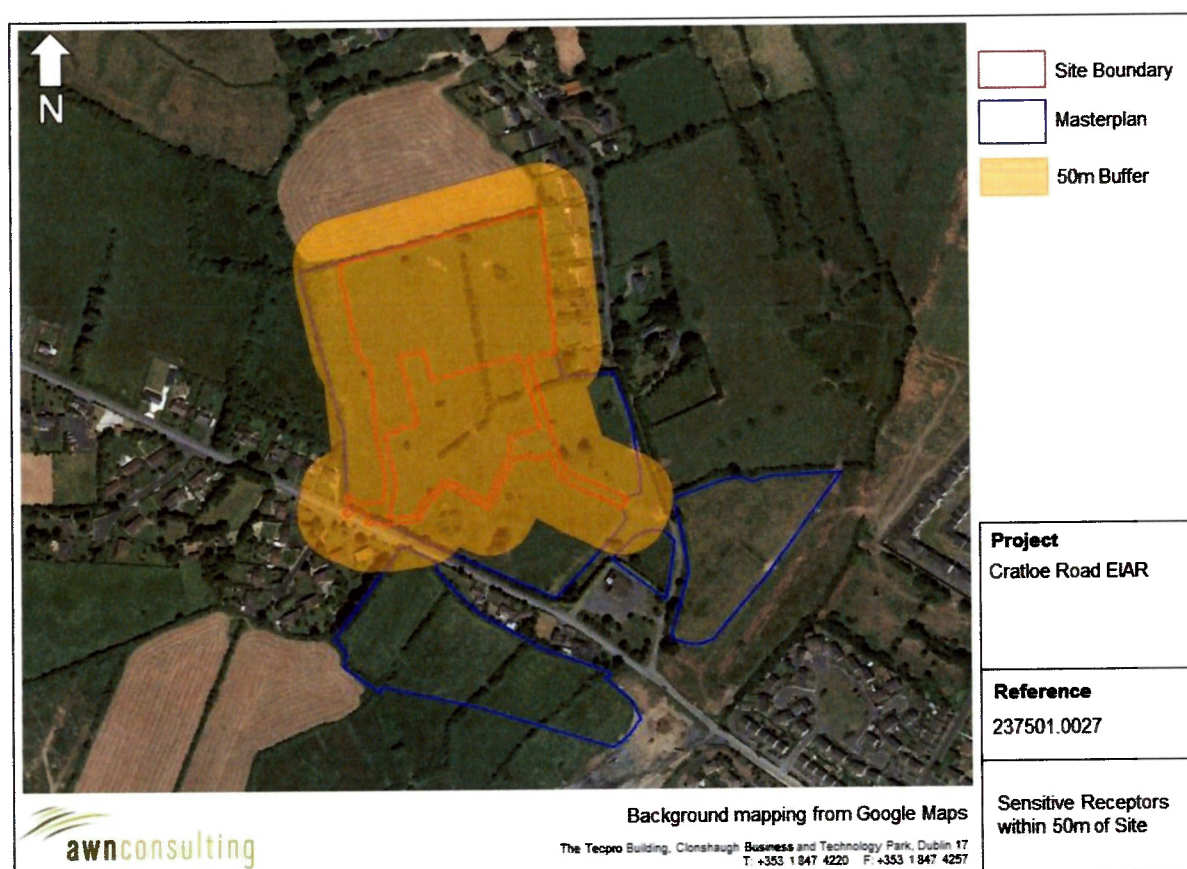 N
Site Boundary
Masterplan
50m Buffer
Project
Cratloe Road EIAR
Reference
237501.0027
Sensitive Receptors
within 50m of Site
Background mapping from Google Maps
The Tecpro Building, Clonshaugh Business and Technology Park, Dublin 17
T: +353 1 847 4220 F: +353 1 847 4257
awnconsulting